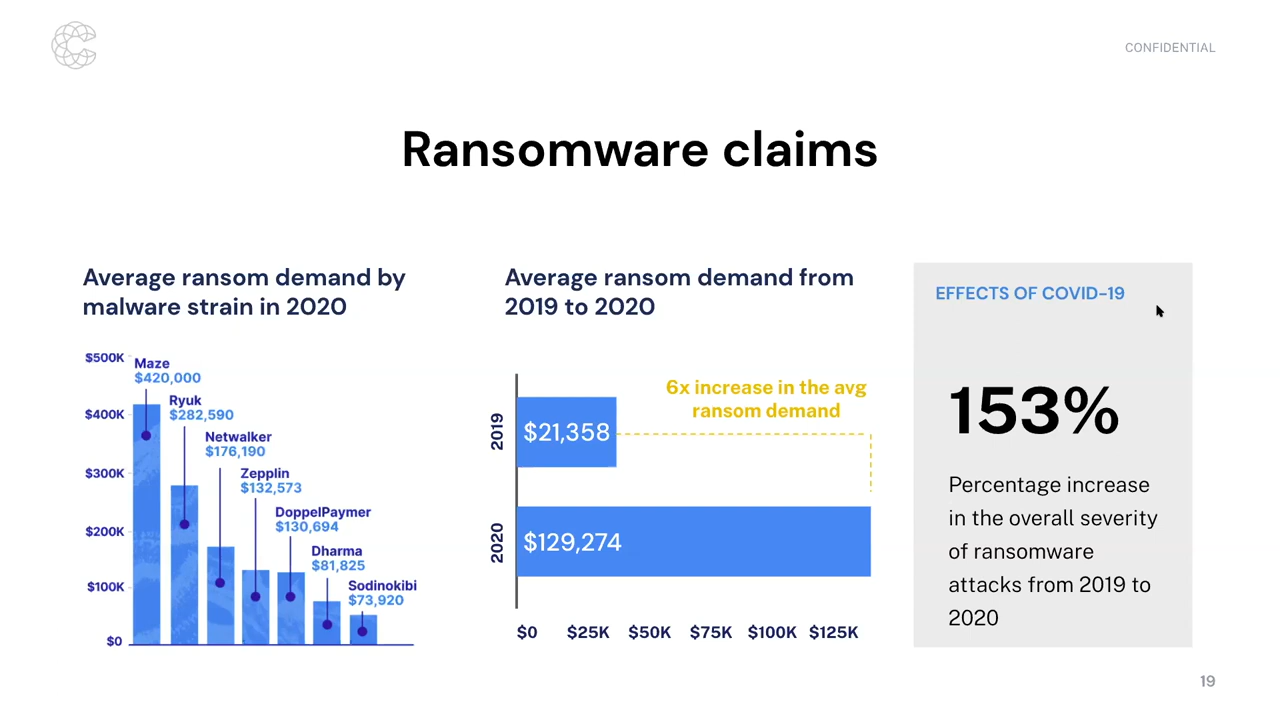 CONFIDENTIAL
Ransomware claims
Average ransom demand by
malware strain in 2020
$500K
$400K
$300K
$200K
$100K
$0
Maze
$420,000
Ryuk
$282,590
Netwalker
$176,190
Zepplin
$132,573
DoppelPaymer
$130,694
Dharma
$81,825
Sodinokibi
$73,920
Average ransom demand from
2019 to 2020
6x increase in the avg
ransom demand
2019
$21,358
2020
$129,274
$0 $25K $50K $75K $100K $125K
EFFECTS OF COVID-19
153%
Percentage increase
in the overall severity
of ransomware
attacks from 2019 to
2020
19